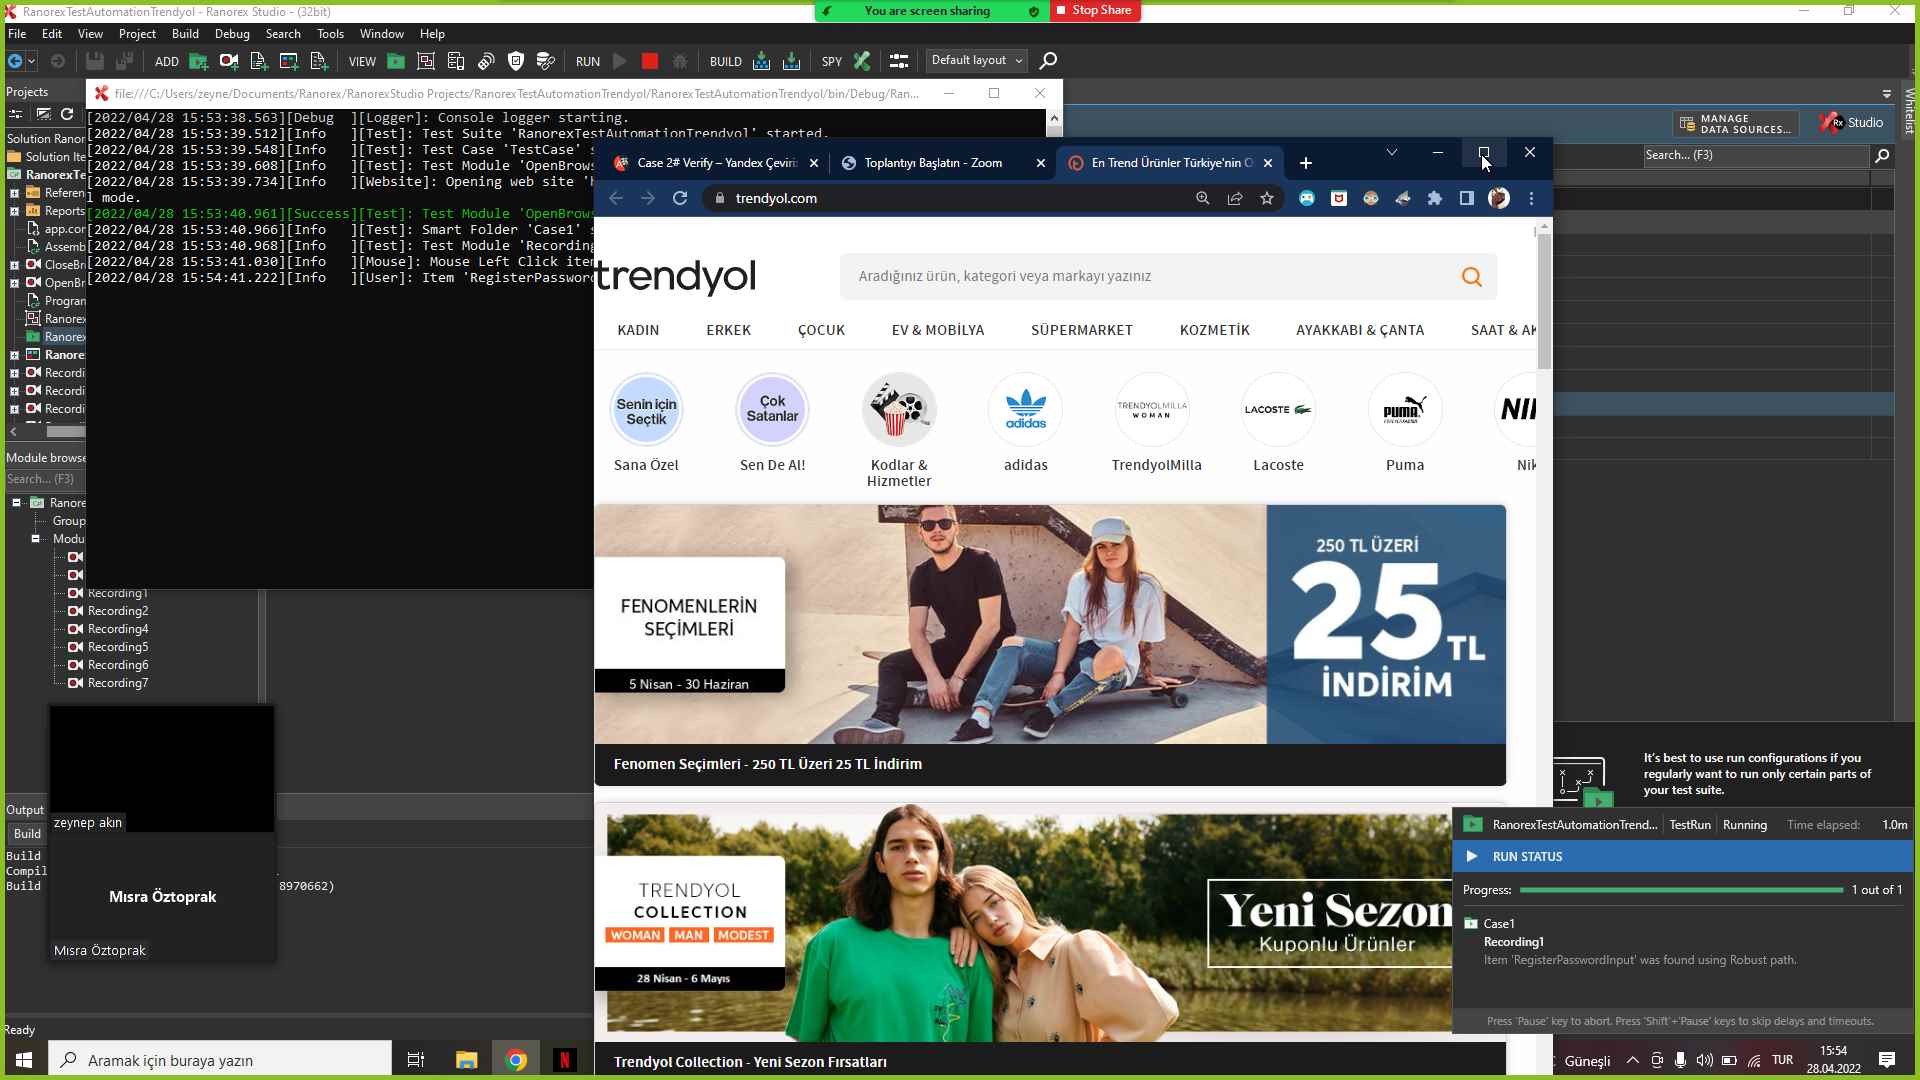 RanorexTestAutomationTrendyol - Ranorex Studio - (32bit)
You are screen sharing
Stop Share
File Edit View Project Build Debug Search Tools Window Help
ADD VIEW RUN BUILD SPY Default layout
Projects
Solution Ranor
Solution Ite
RanorexTe
Referen
Reports
app.cor
Assemb
CloseBr
OpenBr
Program
Ranorex
Ranorex
Ranorex
Recordi
Recordi
Recordi
Module browse
Search... (F3)
Ranore
Group
Modu
Recording1
Recording2
Recording4
Recording5
Recording6
Recording7
file:///C:/Users/zeyne/Documents/Ranorex/RanorexStudio Projects/RanorexTestAutomationTrendyol/RanorexTestAutomationTrendyol/bin/Debug/Ran...
[2022/04/28 15:53:38.563][Debug  ][Logger]: Console logger starting.
[2022/04/28 15:53:39.512][Info   ][Test]: Test Suite 'RanorexTestAutomationTrendyol' started.
[2022/04/28 15:53:39.548][Info   ][Test]: Test Case 'TestCase' s
[2022/04/28 15:53:39.608][Info   ][Test]: Test Module 'OpenBrows
[2022/04/28 15:53:39.734][Info   ][Website]: Opening web site 'h
l mode.
[2022/04/28 15:53:40.961][Success][Test]: Test Module 'OpenBrows
[2022/04/28 15:53:40.966][Info   ][Test]: Smart Folder 'Case1' s
[2022/04/28 15:53:40.968][Info   ][Test]: Test Module 'Recording
[2022/04/28 15:53:41.030][Info   ][Mouse]: Mouse Left Click item
[2022/04/28 15:54:41.222][Info   ][User]: Item 'RegisterPassword
Case 2# Verify – Yandex Çeviri
Toplantıyı Başlatın - Zoom
En Trend Ürünler Türkiye'nin O
trendyol.com
trendyol
Aradığınız ürün, kategori veya markayı yazınız
KADIN ERKEK ÇOCUK EV & MOBİLYA SÜPERMARKET KOZMETİK AYAKKABI & ÇANTA SAAT & AK
Senin için
Seçtik
Çok
Satanlar
adidas
TRENDYOLMILLA
WOMAN
LACOSTE
PUMA
Sana Özel
Sen De Al!
Kodlar &
Hizmetler
adidas
TrendyolMilla
Lacoste
Puma
Nik
FENOMENLERİN
SEÇİMLERİ
5 Nisan - 30 Haziran
250 TL ÜZERİ
25 TL
İNDİRİM
Fenomen Seçimleri - 250 TL Üzeri 25 TL İndirim
TRENDYOL
COLLECTION
WOMAN MAN MODEST
28 Nisan - 6 Mayıs
Yeni Sezon
Kuponlu Ürünler
Trendyol Collection - Yeni Sezon Fırsatları
MANAGE
DATA SOURCES...
Rx Studio
Whitelist
Search... (F3)
It's best to use run configurations if you
regularly want to run only certain parts of
your test suite.
RanorexTestAutomationTrend... TestRun Running Time elapsed: 1.0m
RUN STATUS
Progress: 1 out of 1
Case1
Recording1
Item 'RegisterPasswordInput' was found using Robust path.
Press 'Pause' key to abort. Press 'Shift'+'Pause' keys to skip delays and timeouts.
Output
Build
Build
Compil
Build
8970662)
zeynep akın
Mısra Öztoprak
Mısra Öztoprak
Ready
Aramak için buraya yazın
Güneşli
TUR
15:54
28.04.2022